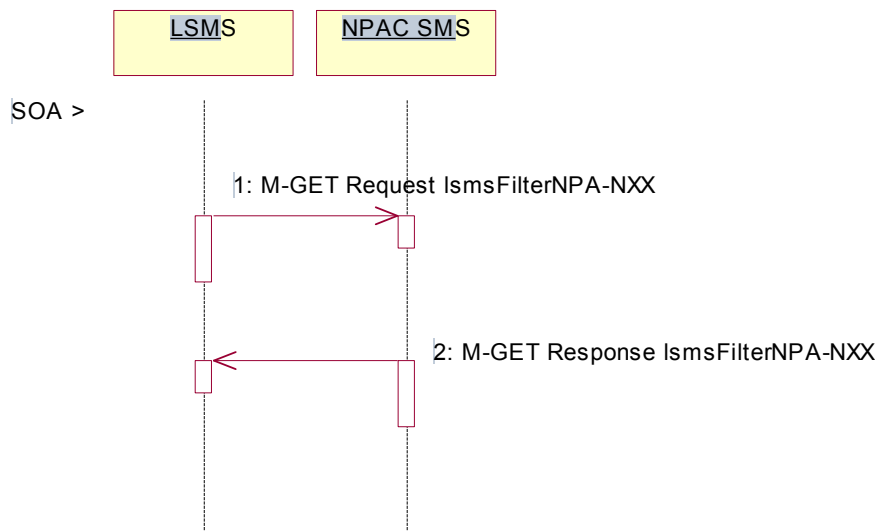 LSMS
NPAC SMS
SOA >
1: M-GET Request lsmsFilterNPA-NXX
2: M-GET Response lsmsFilterNPA-NXX